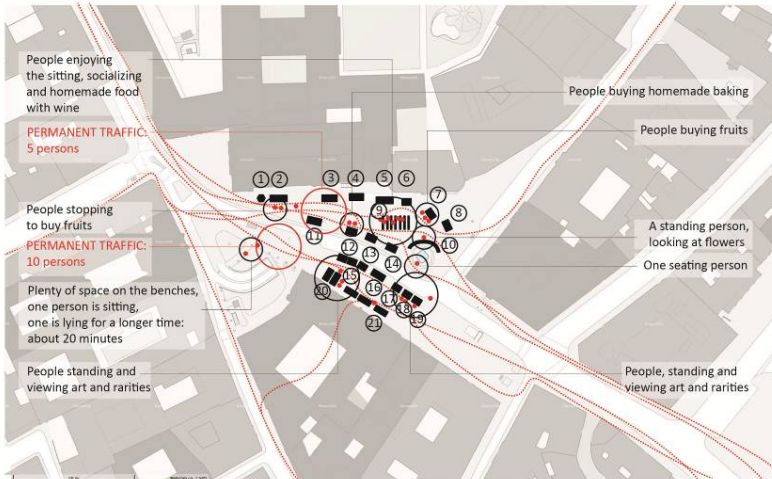 People enjoying
the sitting, socializing
and homemade food
with wine
PERMANENT TRAFFIC:
5 persons
People stopping
to buy fruits
PERMANENT TRAFFIC:
10 persons
Plenty of space on the benches,
one person is sitting,
one is lying for a longer time:
about 20 minutes
People standing and
viewing art and rarities
People buying homemade baking
People buying fruits
A standing person,
looking at flowers
One seating person
People, standing and
viewing art and rarities
1 2 3 4 5 6
7
8
9
10
11
12
13
14
15
16
17
18
19
20
21